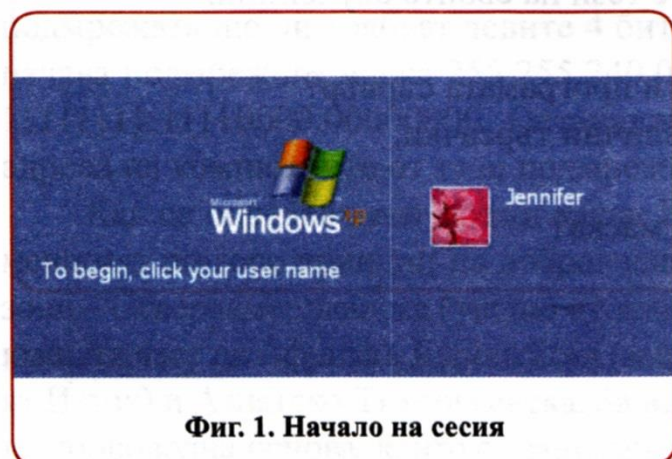 Microsoft
Windows xp
To begin, click your user name
Jennifer
Фиг. 1. Начало на сесия